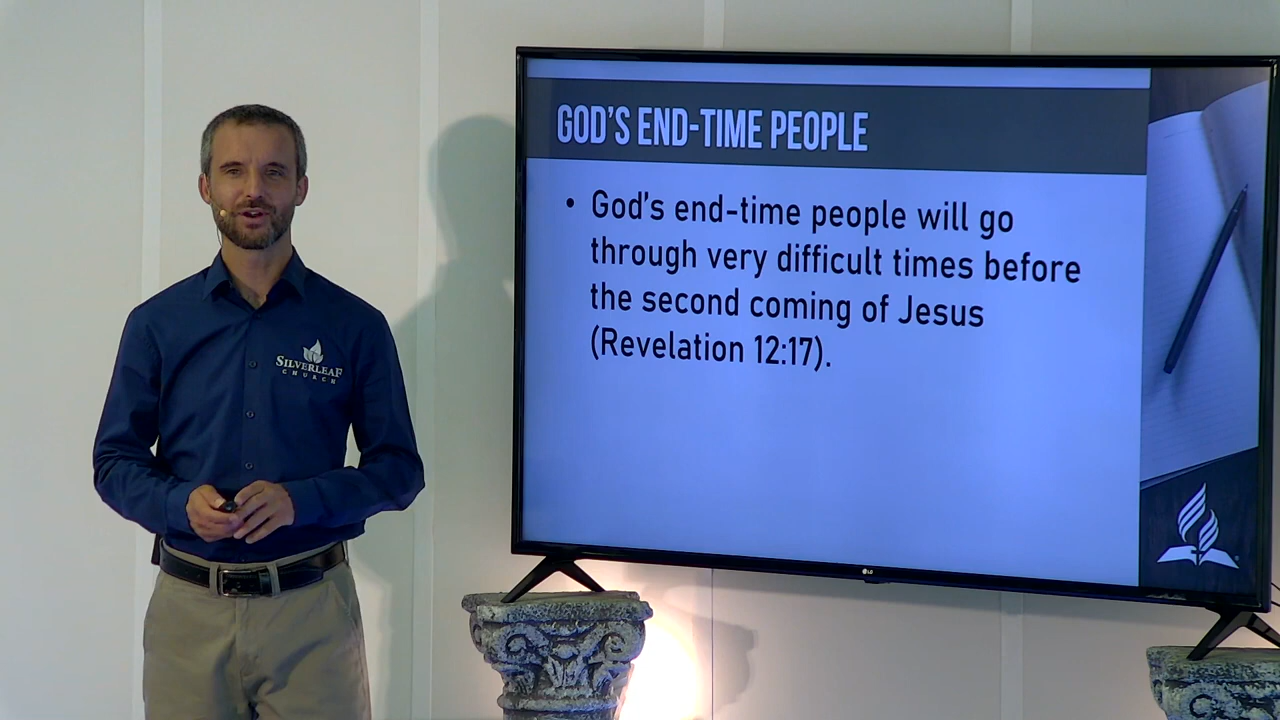 GOD'S END-TIME PEOPLE
• God's end-time people will go
through very difficult times before
the second coming of Jesus
(Revelation 12:17).
SILVERLEAF
CHURCH
LG